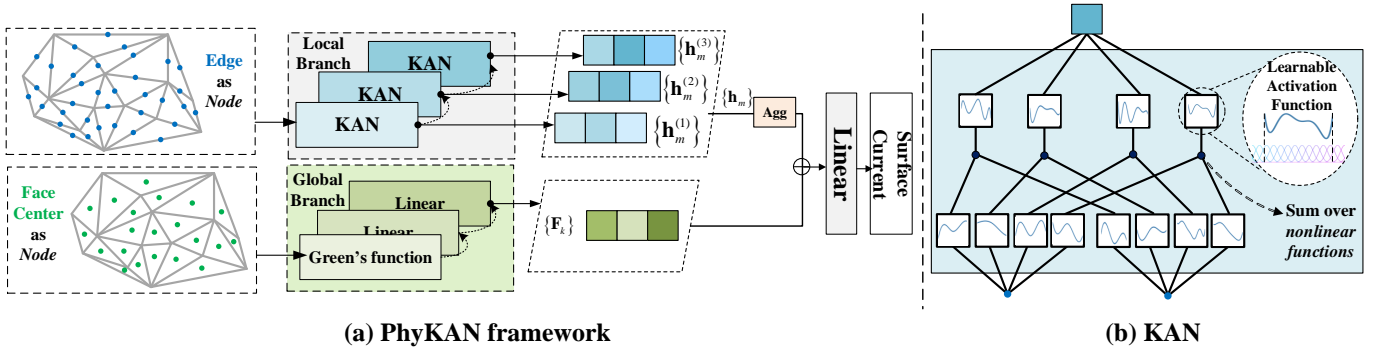 Edge
as
Node
Face
Center
as
Node
Local
Branch
KAN
KAN
KAN
Global
Branch
Linear
Linear
Green's function
{h_m^(3)}
{h_m^(2)}
{h_m^(1)}
{F_k}
{h_m}
Agg
Linear
Surface
Current
(a) PhyKAN framework
Learnable
Activation
Function
Sum over
nonlinear
functions
(b) KAN